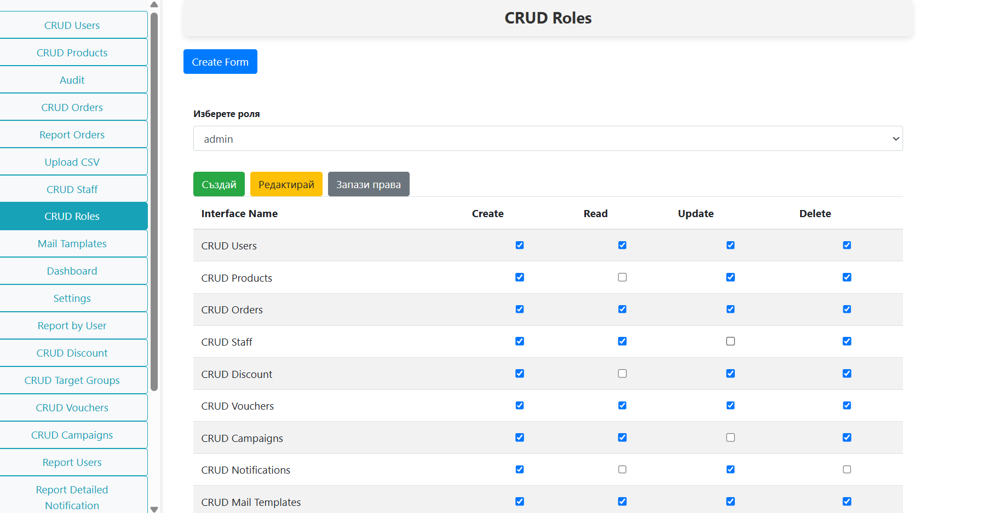 CRUD Users
CRUD Products
Audit
CRUD Orders
Report Orders
Upload CSV
CRUD Staff
CRUD Roles
Mail Tamplates
Dashboard
Settings
Report by User
CRUD Discount
CRUD Target Groups
CRUD Vouchers
CRUD Campaigns
Report Users
Report Detailed
Notification
CRUD Roles
Create Form
Изберете роля
admin
Създай Редактирай Запази права
Interface Name Create Read Update Delete
CRUD Users
CRUD Products
CRUD Orders
CRUD Staff
CRUD Discount
CRUD Vouchers
CRUD Campaigns
CRUD Notifications
CRUD Mail Templates